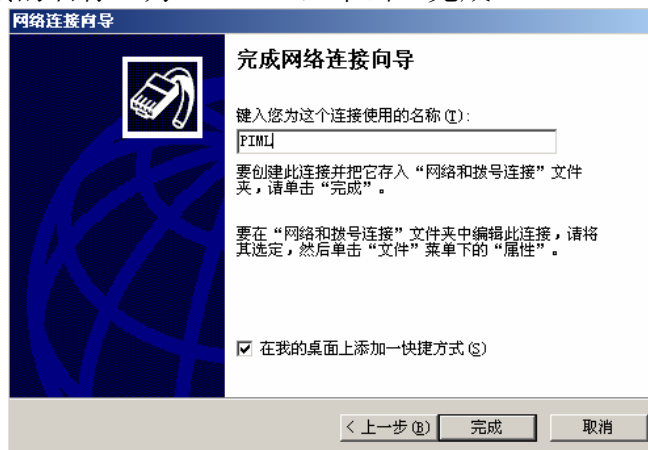 网络连接向导
完成网络连接向导
键入您为这个连接使用的名称(T):
PIML
要创建此连接并把它存入“网络和拨号连接”文件
夹，请单击“完成”。
要在“网络和拨号连接”文件夹中编辑此连接，请将
其选定，然后单击“文件”菜单下的“属性”。
在我的桌面上添加一快捷方式(S)
< 上一步(B) 完成 取消